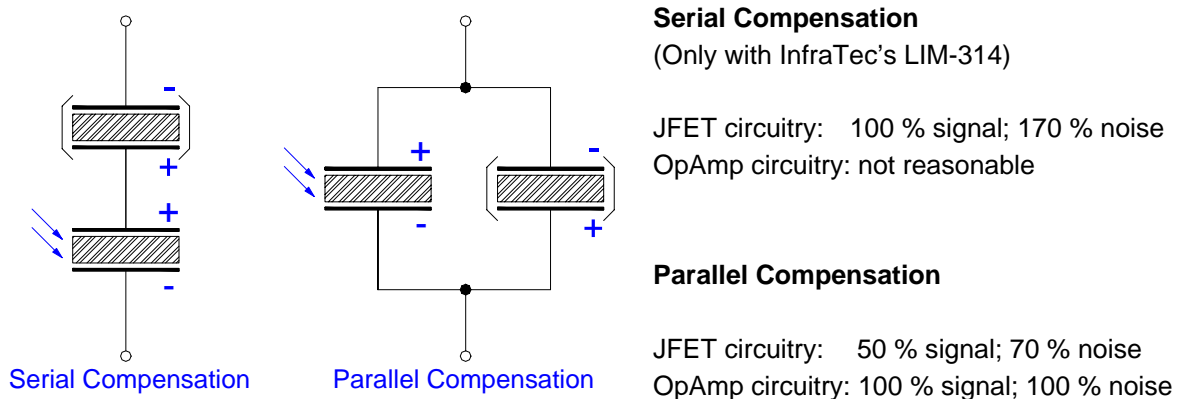 -
+
+
-
Serial Compensation
+
-
-
+
Parallel Compensation
Serial Compensation
(Only with InfraTec's LIM-314)
JFET circuitry: 100 % signal; 170 % noise
OpAmp circuitry: not reasonable
Parallel Compensation
JFET circuitry: 50 % signal; 70 % noise
OpAmp circuitry: 100 % signal; 100 % noise